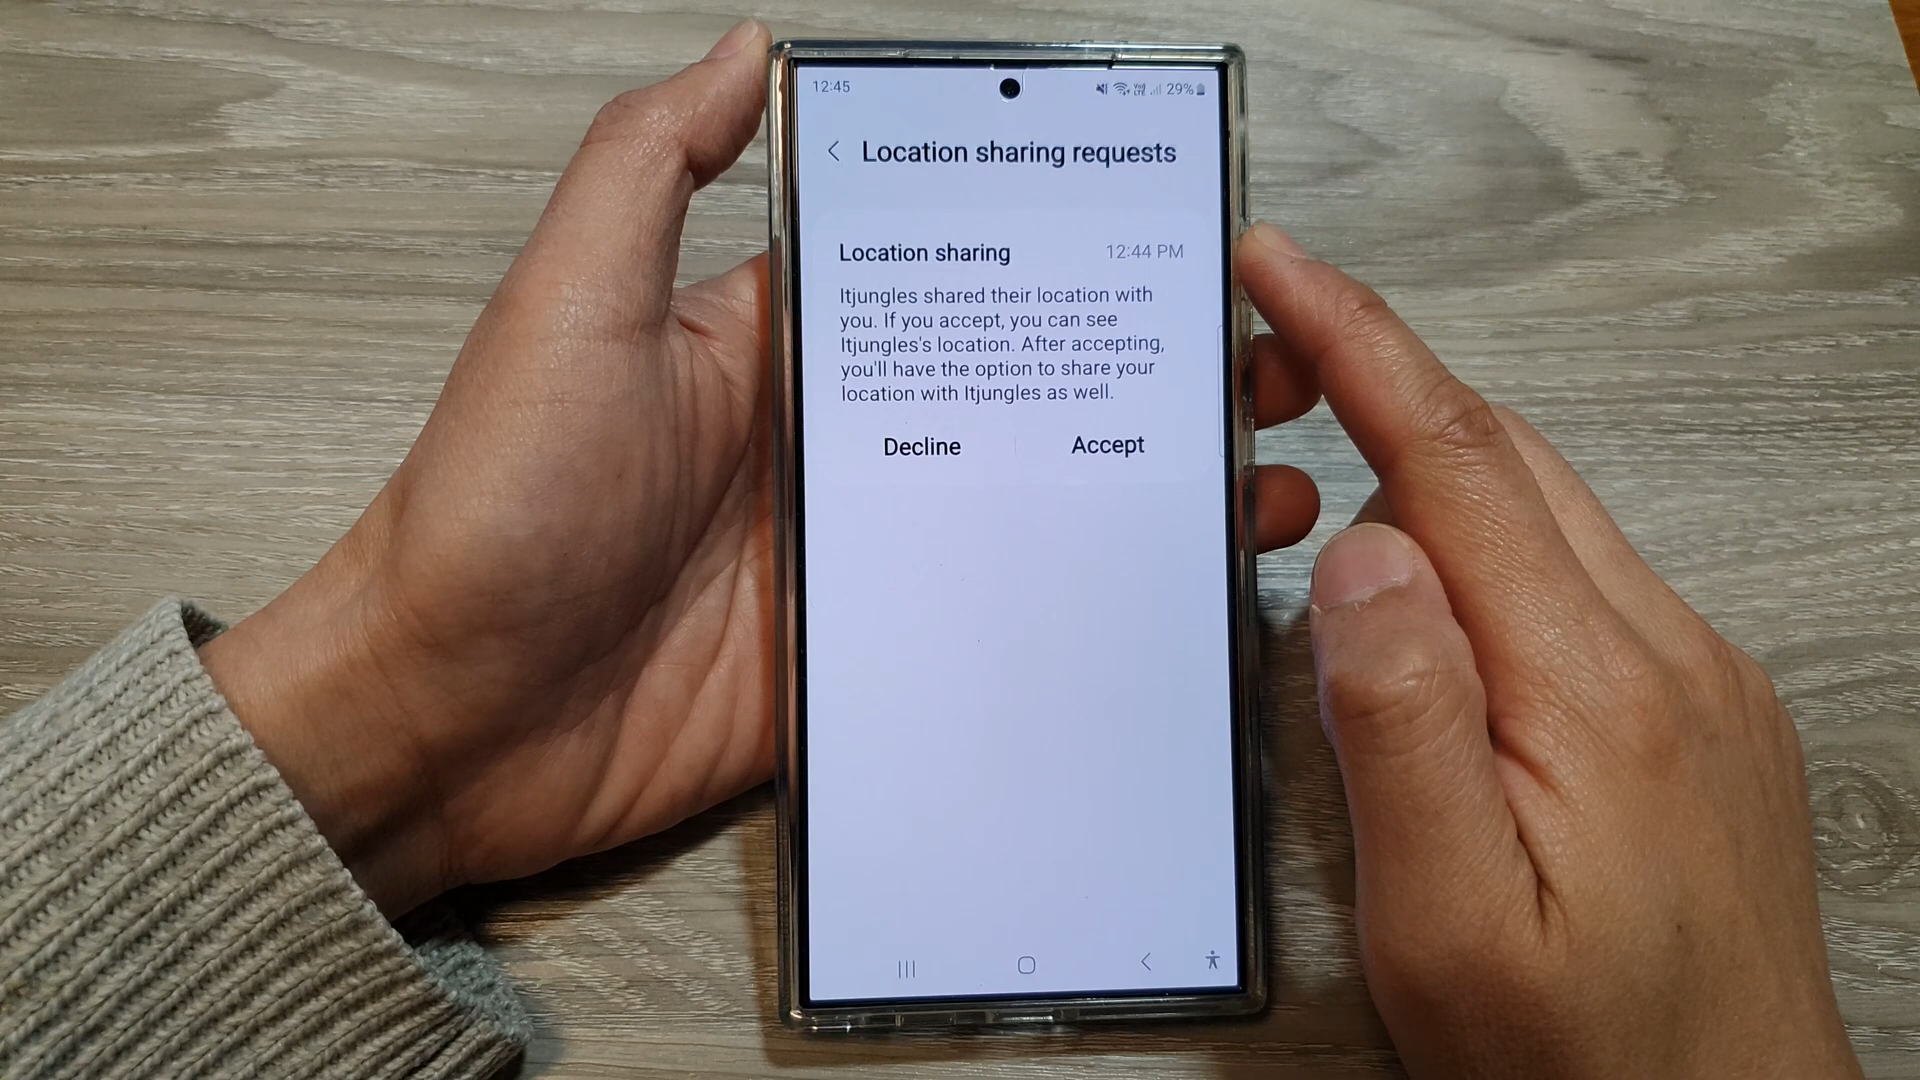 12:45
29%
Location sharing requests
Location sharing 12:44 PM
Itjungles shared their location with
you. If you accept, you can see
Itjungles's location. After accepting,
you'll have the option to share your
location with Itjungles as well.
Decline Accept